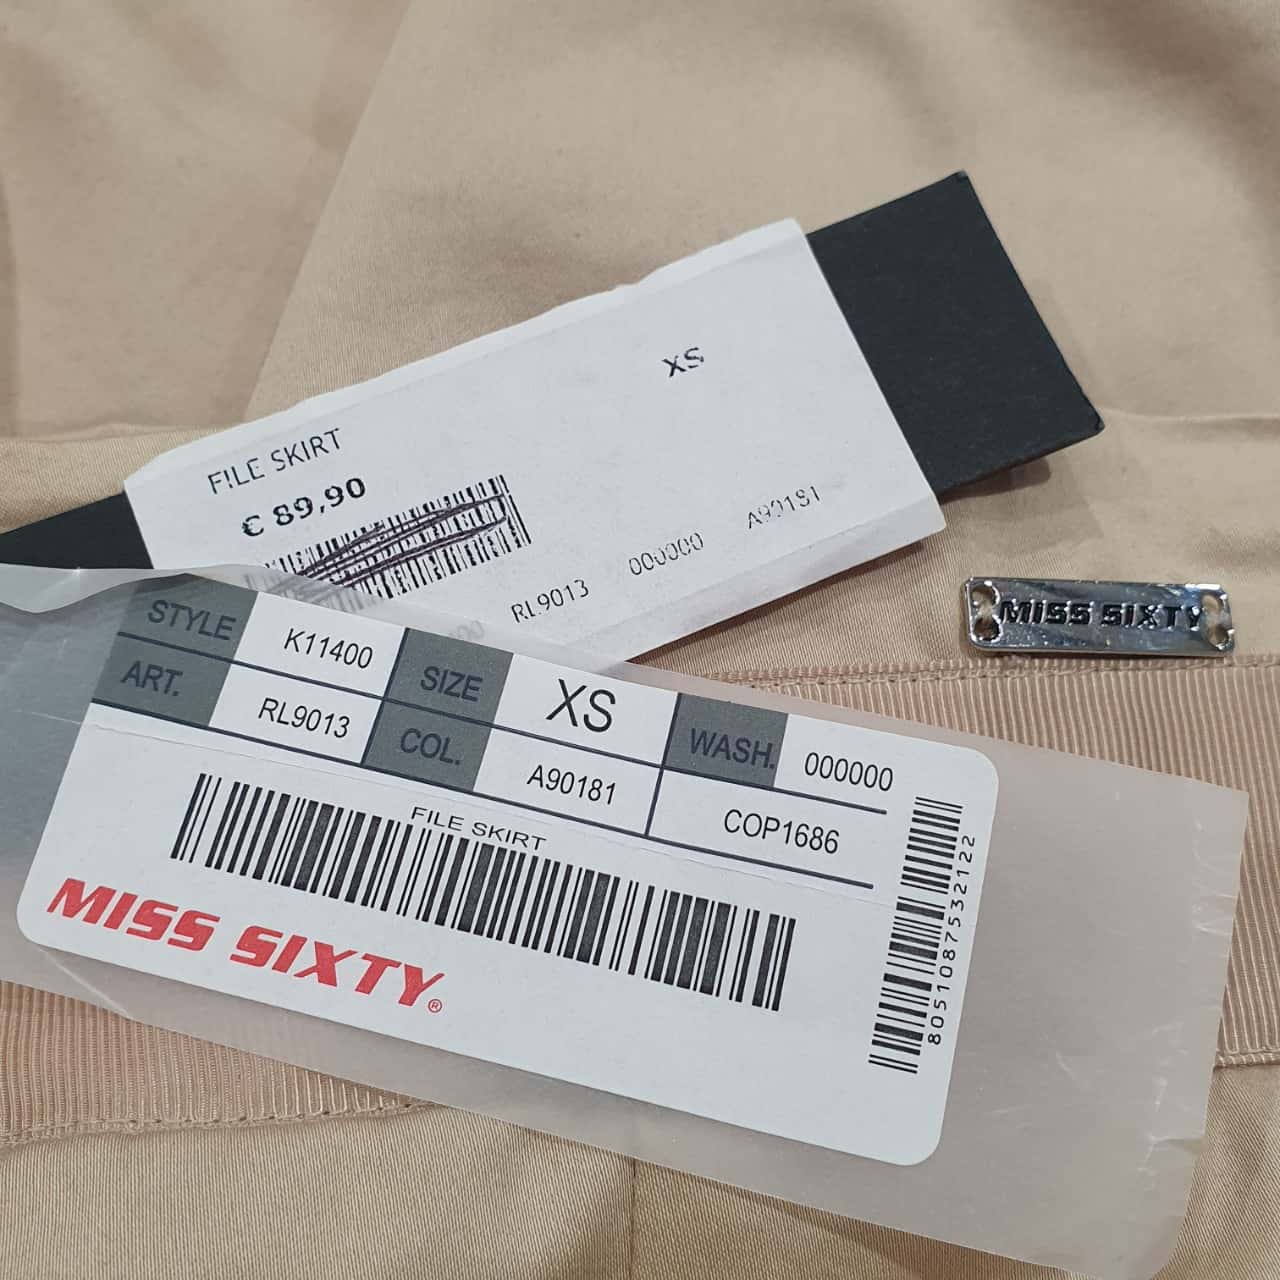 XS
FILE SKIRT
€ 89,90
RL9013 000000 A90181
MISS SIXTY
STYLE K11400 SIZE XS WASH. 000000
ART. RL9013 COL. A90181 COP1686
FILE SKIRT
8051087532122
MISS SIXTY®